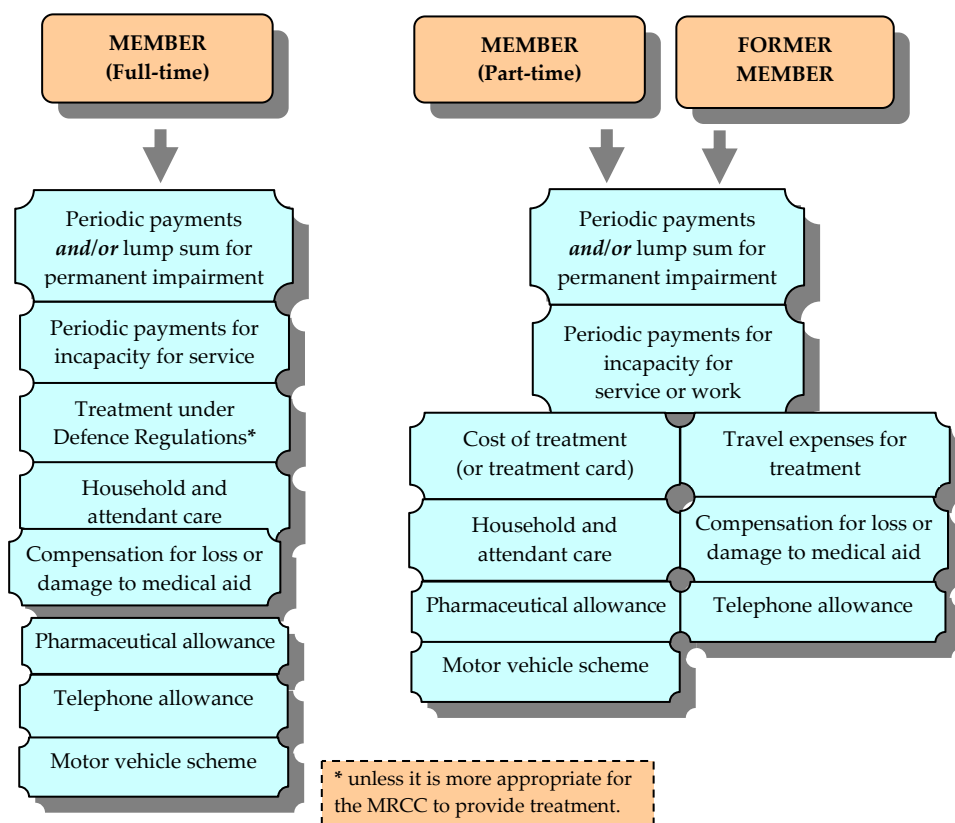 MEMBER
(Full-time)
MEMBER
(Part-time)
FORMER
MEMBER
Periodic payments
and/or lump sum for
permanent impairment
Periodic payments for
incapacity for service
Treatment under
Defence Regulations*
Household and
attendant care
Compensation for loss or
damage to medical aid
Pharmaceutical allowance
Telephone allowance
Motor vehicle scheme
Periodic payments
and/or lump sum for
permanent impairment
Periodic payments for
incapacity for
service or work
Cost of treatment
(or treatment card)
Travel expenses for
treatment
Household and
attendant care
Compensation for loss or
damage to medical aid
Pharmaceutical allowance
Telephone allowance
Motor vehicle scheme
* unless it is more appropriate for
the MRCC to provide treatment.